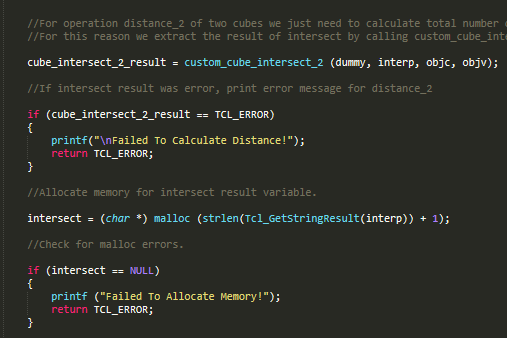 //For operation distance_2 of two cubes we just need to calculate total number
//For this reason we extract the result of intersect by calling
cube_intersect_2_result = custom_cube_intersect_2 (dummy, interp, objc, objv);
//If intersect result was error, print error message for distance_2
if (cube_intersect_2_result == TCL_ERROR)
{
printf("\nFailed To Calculate Distance!");
return TCL_ERROR;
}
//Allocate memory for intersect result variable.
intersect = (char *) malloc (strlen(Tcl_GetStringResult(interp)) + 1);
//Check for malloc errors.
if (intersect == NULL)
{
printf ("Failed To Allocate Memory!");
return TCL_ERROR;
}